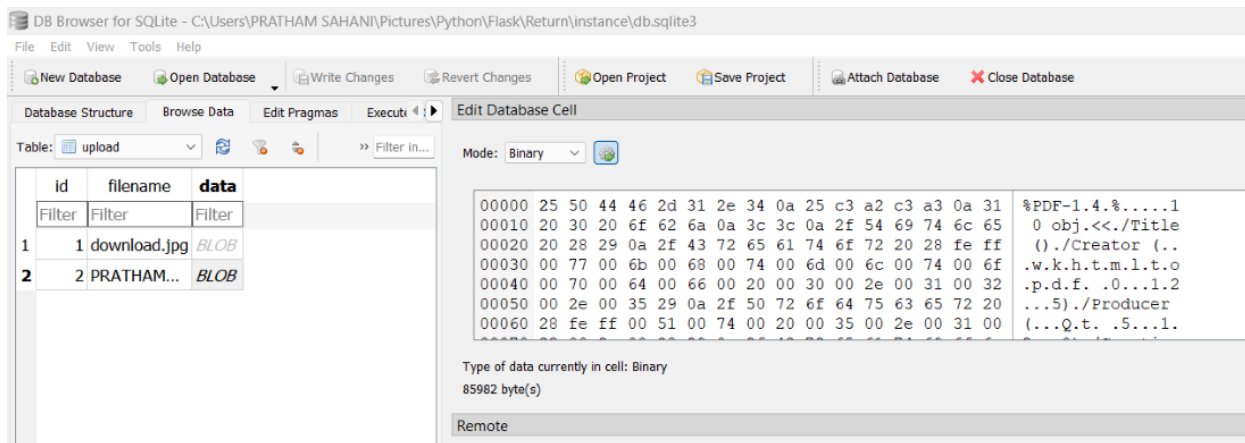 DB Browser for SQLite - C:\Users\PRATHAM SAHANI\Pictures\Python\Flask\Return\instance\db.sqlite3
File Edit View Tools Help
New Database Open Database Write Changes Revert Changes Open Project Save Project Attach Database Close Database
Database Structure Browse Data Edit Pragmas Execute
Table: upload » Filter in...
id filename data
Filter Filter Filter
1 1 download.jpg BLOB
2 2 PRATHAM... BLOB
Edit Database Cell
Mode: Binary
00000 25 50 44 46 2d 31 2e 34 0a 25 c3 a2 c3 a3 0a 31 %PDF-1.4.%.....1
00010 20 30 20 6f 62 6a 0a 3c 3c 0a 2f 54 69 74 6c 65 0 obj.<<./Title
00020 20 28 29 0a 2f 43 72 65 61 74 6f 72 20 28 fe ff ()./Creator (..
00030 00 77 00 6b 00 68 00 74 00 6d 00 6c 00 74 00 6f .w.k.h.t.m.l.t.o
00040 00 70 00 64 00 66 00 20 00 30 00 2e 00 31 00 32 .p.d.f. .0...1.2
00050 00 2e 00 35 29 0a 2f 50 72 6f 64 75 63 65 72 20 ...5)./Producer
00060 28 fe ff 00 51 00 74 00 20 00 35 00 2e 00 31 00 (...Q.t. .5...1.
Type of data currently in cell: Binary
85982 byte(s)
Remote